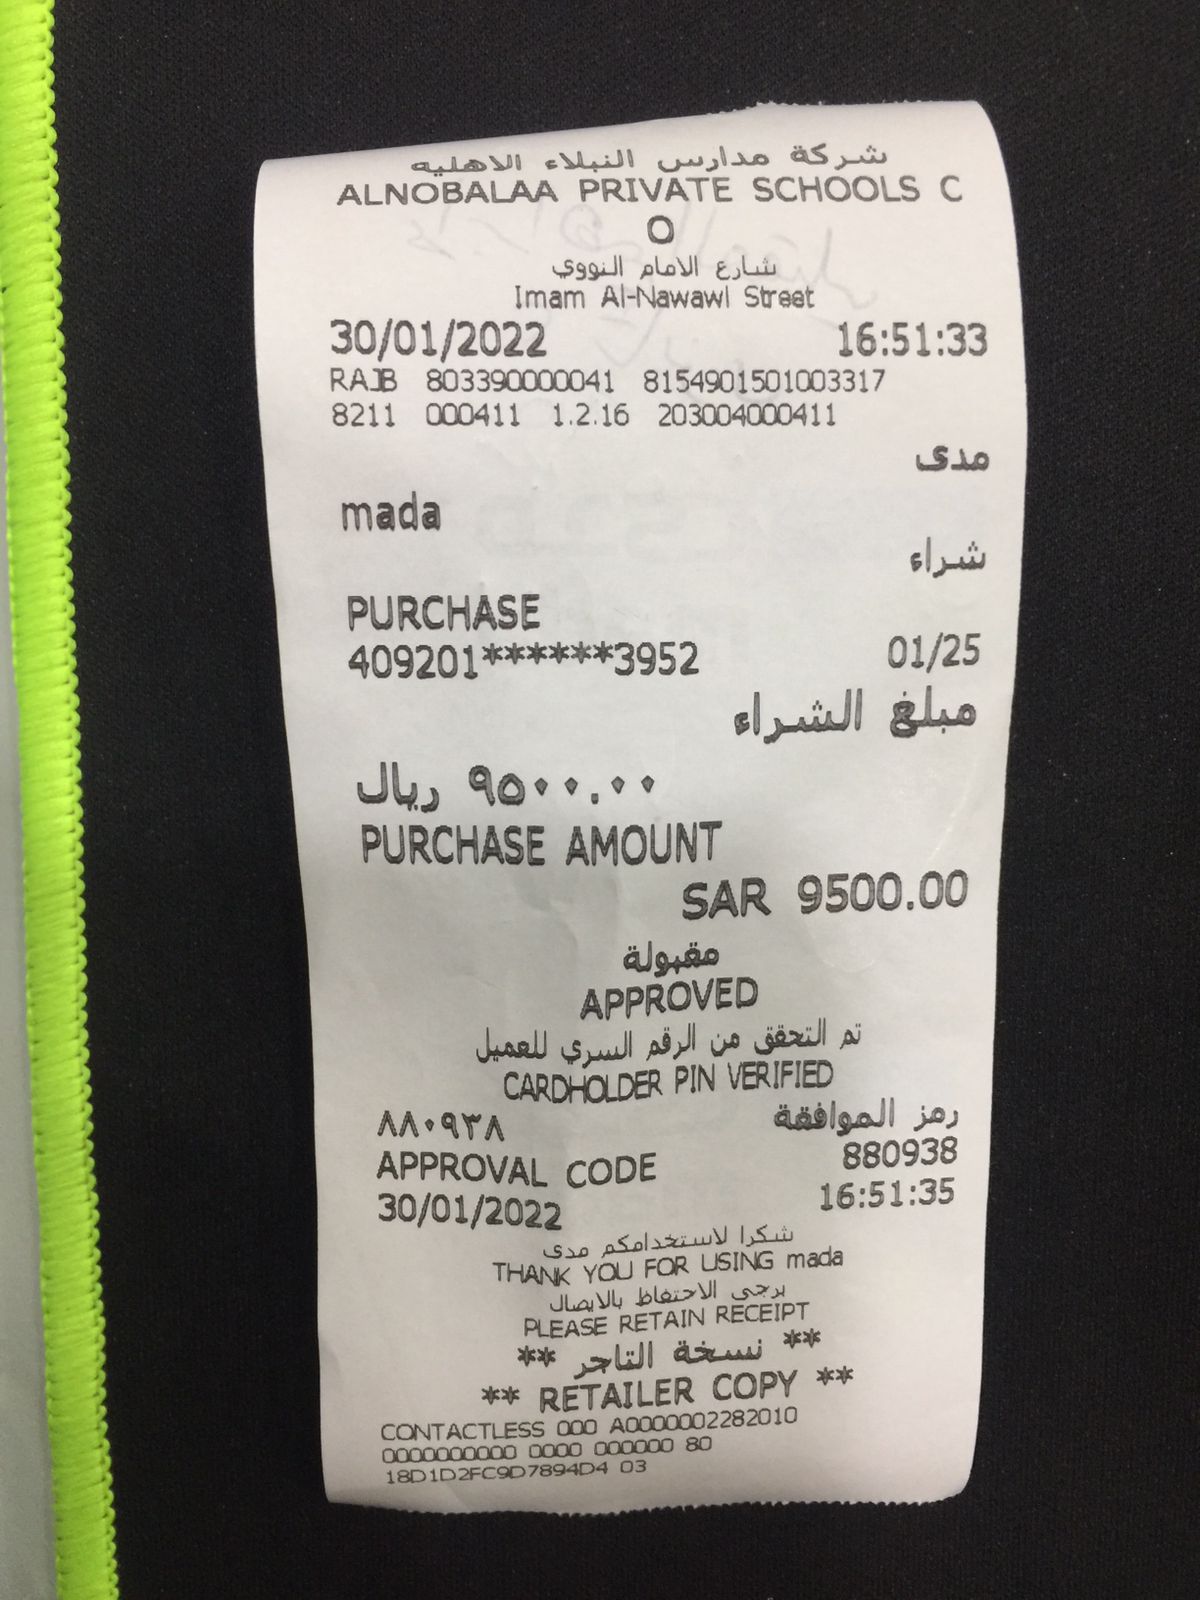 شركة مدارس النبلاء الاهليه
ALNOBALAA PRIVATE SCHOOLS C
O
شارع الامام النووي
Imam Al-Nawawi Street
30/01/2022 16:51:33
RAJB 803390000041 8154901501003317
8211 000411 1.2.16 203004000411
مدى
mada
شراء
PURCHASE
409201******3952 01/25
مبلغ الشراء
٩٥٠٠.٠٠ ريال
PURCHASE AMOUNT
SAR 9500.00
مقبولة
APPROVED
تم التحقق من الرقم السري للعميل
CARDHOLDER PIN VERIFIED
رمز الموافقة ٨٨٠٩٣٨
APPROVAL CODE 880938
30/01/2022 16:51:35
شكرا لاستخدامكم مدى
THANK YOU FOR USING mada
يرجى الاحتفاظ بالايصال
PLEASE RETAIN RECEIPT
** نسخة التاجر **
** RETAILER COPY **
CONTACTLESS 000 A0000002282010
0000000000 0000 000000 80
18D1D2FC9D7894D4 03